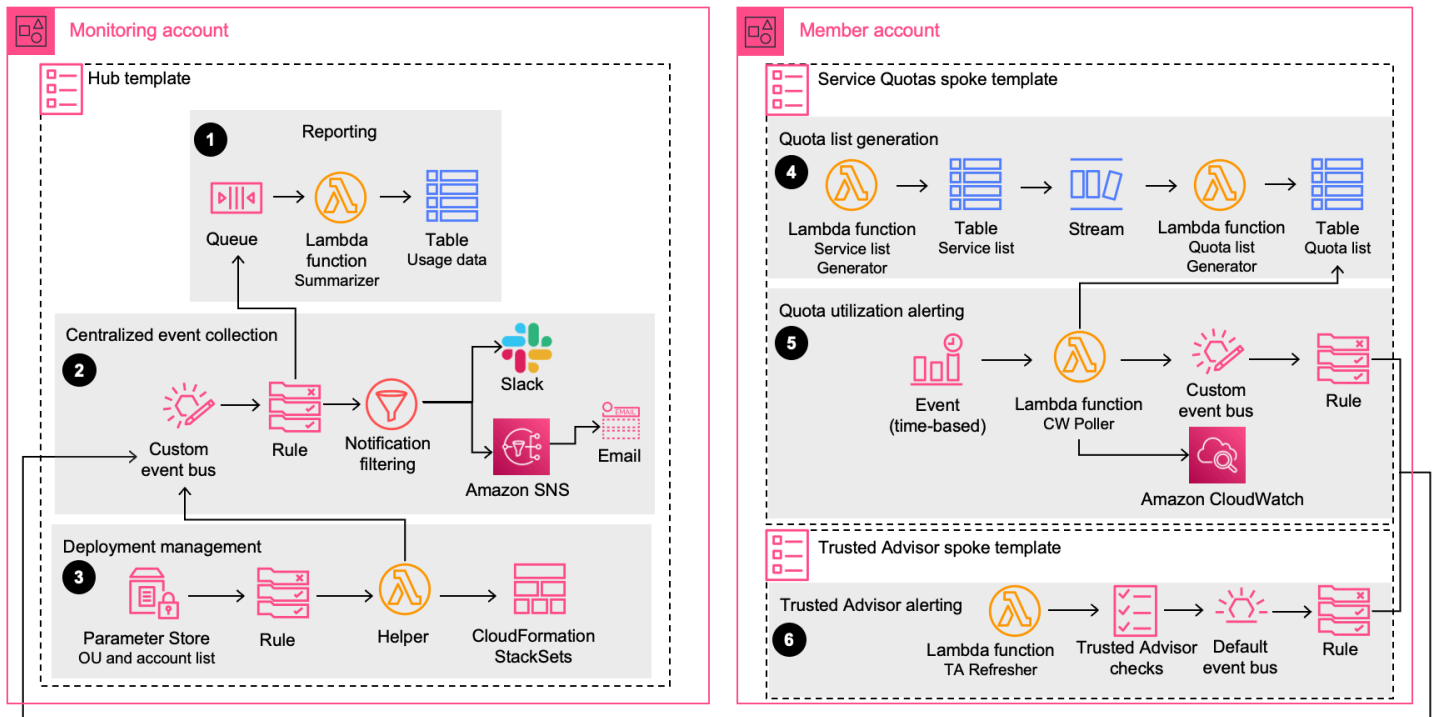 Monitoring account
Hub template
1
Reporting
Queue
Lambda
function
Summarizer
Table
Usage data
Centralized event collection
2
Custom
event bus
Rule
Notification
filtering
Slack
Amazon SNS
EMAIL
Email
Deployment management
3
Parameter Store
OU and account list
Rule
Helper
CloudFormation
StackSets
Member account
Service Quotas spoke template
Quota list generation
4
Lambda function
Service list
Generator
Table
Service list
Stream
Lambda function
Quota list
Generator
Table
Quota list
Quota utilization alerting
5
Event
(time-based)
Lambda function
CW Poller
Custom
event bus
Rule
Amazon CloudWatch
Trusted Advisor spoke template
Trusted Advisor alerting
6
Lambda function
TA Refresher
Trusted Advisor
checks
Default
event bus
Rule